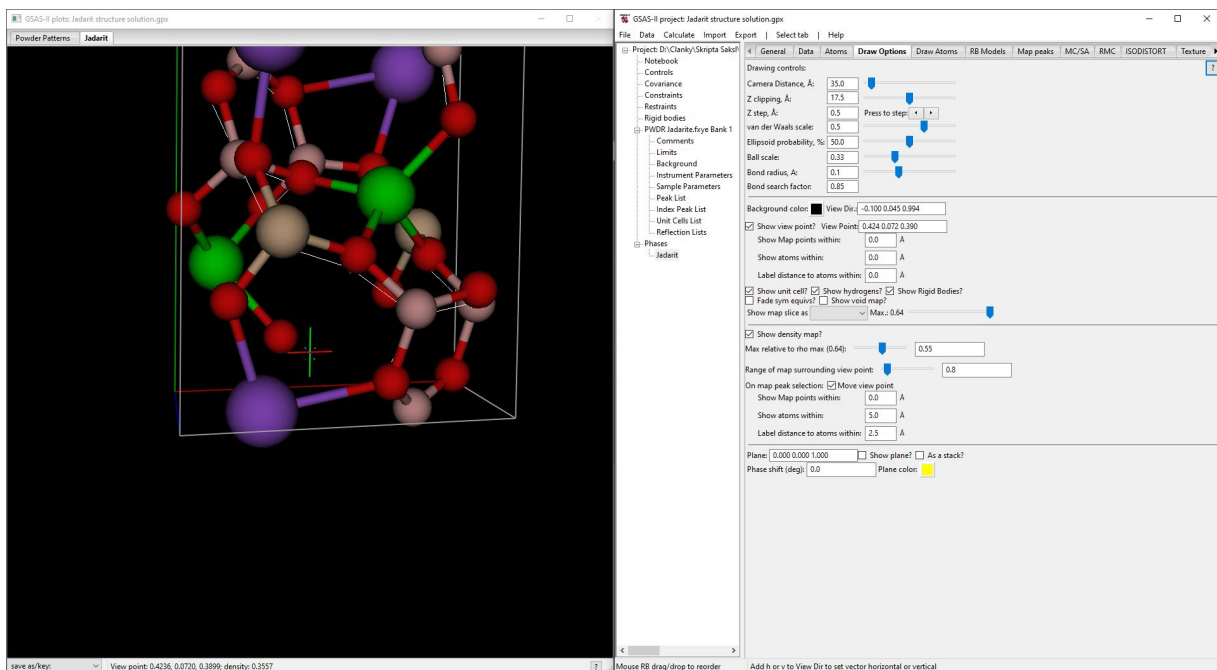 GSAS-II plots: Jadarit structure solution.gpx
Powder Patterns Jadarit
save as/key: View point: 0.4236, 0.0720, 0.3899; density: 0.3557 ?
GSAS-II project: Jadarit structure solution.gpx
File Data Calculate Import Export | Select tab | Help
Project: D:\Clanky\Skripta
Notebook
Controls
Covariance
Constraints
Restraints
Rigid bodies
PWDR Jadarite.fxye Bank 1
Comments
Limits
Background
Instrument Parameters
Sample Parameters
Peak List
Index Peak List
Unit Cells List
Reflection Lists
Phases
Jadarit
Mouse RB drag/drop to reorder
General Data Atoms Draw Options Draw Atoms RB Models Map peaks MC/SA RMC ISODISTORT Texture
Drawing controls: ?
Camera Distance, Å: 35.0
Z clipping, Å: 17.5
Z step, Å: 0.5 Press to step:
van der Waals scale: 0.5
Ellipsoid probability, %: 50.0
Ball scale: 0.33
Bond radius, A: 0.1
Bond search factor: 0.85
Background color: View Dir.: -0.100 0.045 0.994
Show view point? View Point: 0.424 0.072 0.390
Show Map points within: 0.0 Å
Show atoms within: 0.0 Å
Label distance to atoms within: 0.0 Å
Show unit cell? Show hydrogens? Show Rigid Bodies?
Fade sym equivs? Show void map?
Show map slice as Max.: 0.64
Show density map?
Max relative to rho max (0.64): 0.55
Range of map surrounding view point: 0.8
On map peak selection: Move view point
Show Map points within: 0.0 Å
Show atoms within: 5.0 Å
Label distance to atoms within: 2.5 Å
Plane: 0.000 0.000 1.000 Show plane? As a stack?
Phase shift (deg): 0.0 Plane color:
Add h or v to View Dir to set vector horizontal or vertical